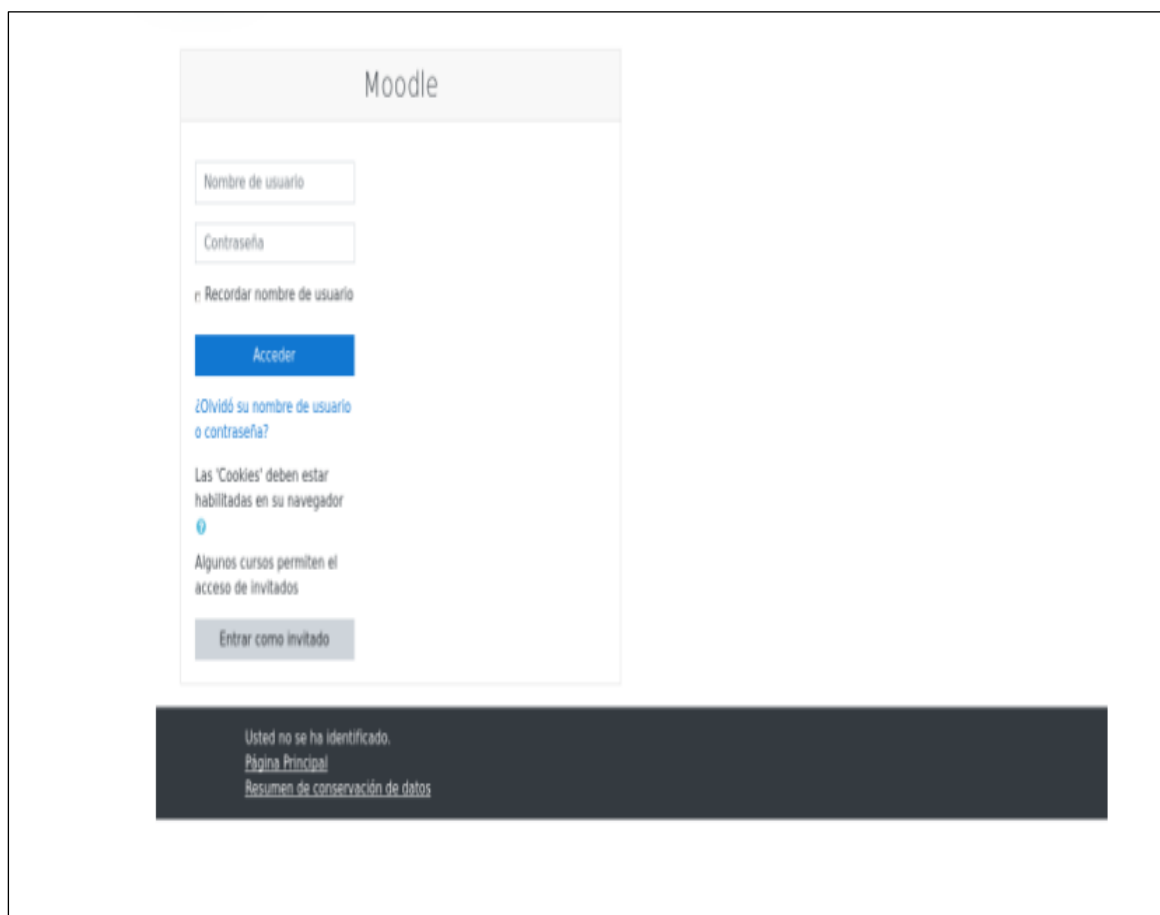 Moodle
Nombre de usuario
Contraseña
Recordar nombre de usuario
Acceder
¿Olvidó su nombre de usuario
o contraseña?
Las 'Cookies' deben estar
habilitadas en su navegador
?
Algunos cursos permiten el
acceso de invitados
Entrar como invitado
Usted no se ha identificado.
Página Principal
Resumen de conservación de datos